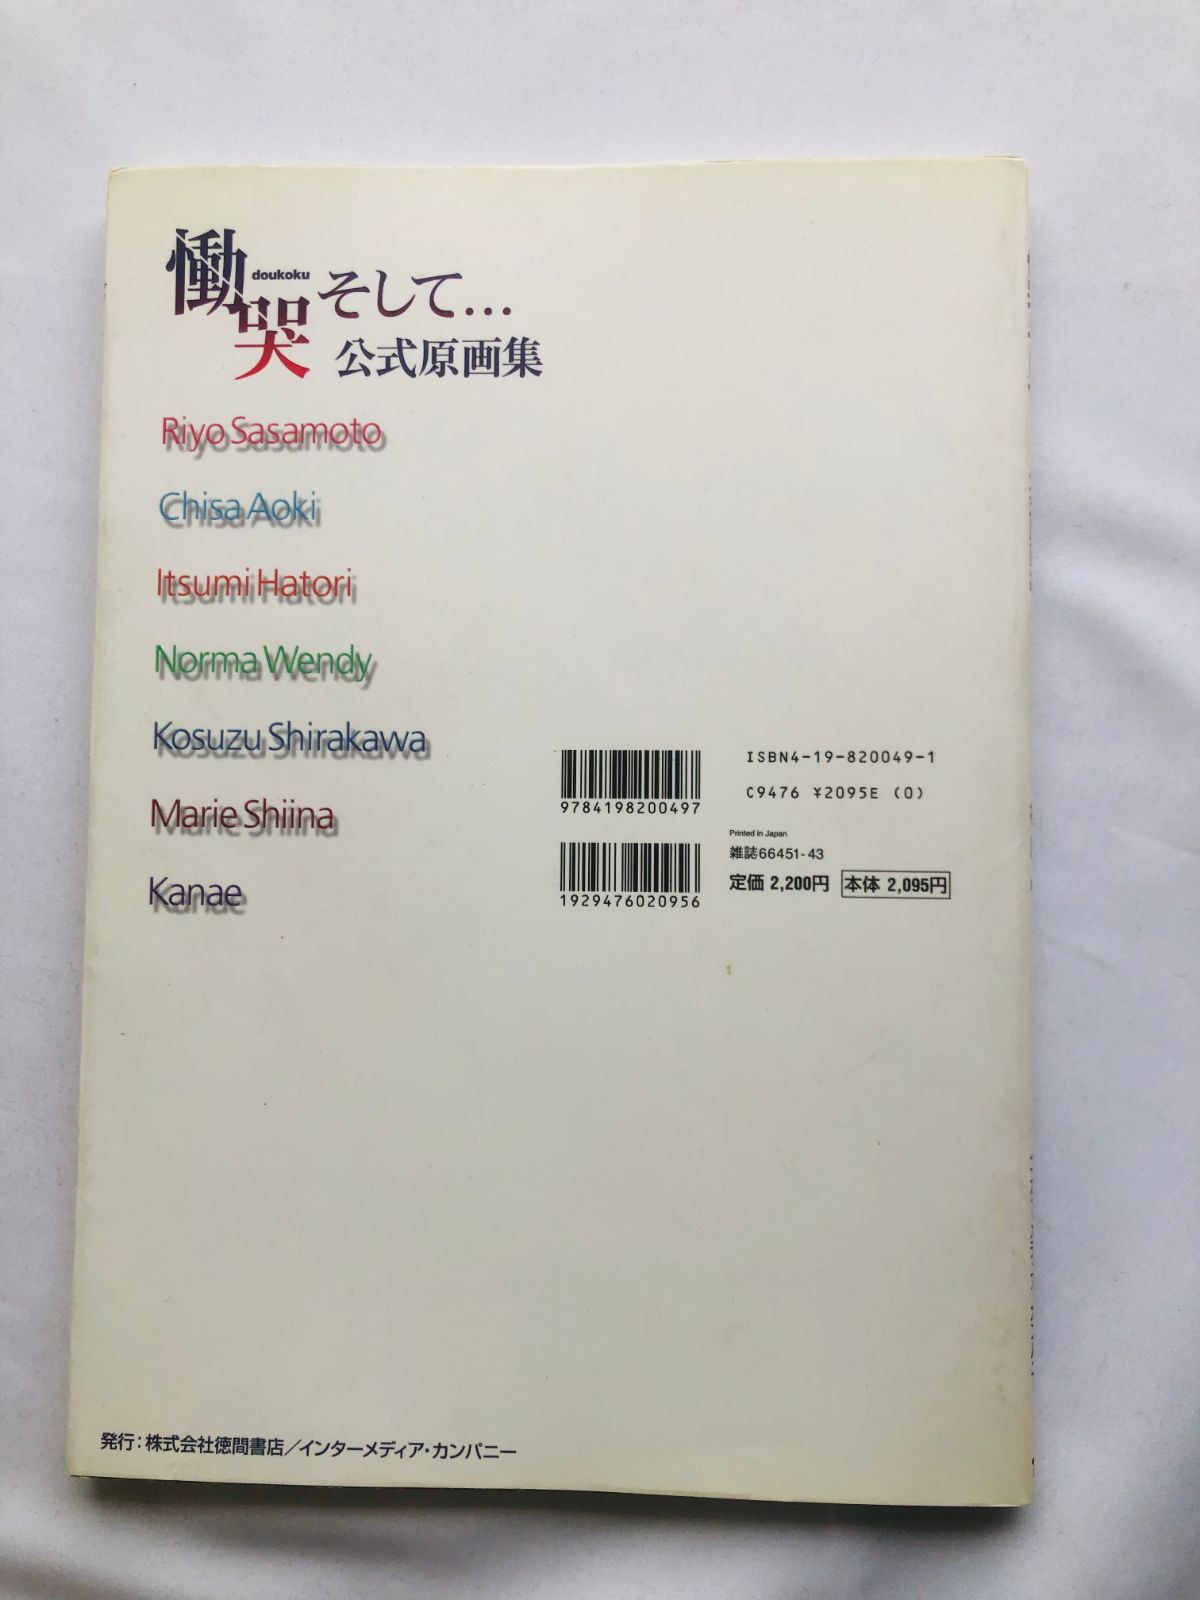 慟哭 doukoku そして…
公式原画集
Riyo Sasamoto
Chisa Aoki
Itsumi Hatori
Norma Wendy
Kosuzu Shirakawa
Marie Shiina
Kanae
9784198200497
1929476020956
ISBN4-19-820049-1
C9476 ¥2095E (0)
Printed in Japan
雑誌66451-43
定価 2,200円 本体 2,095円
発行：株式会社徳間書店／インターメディア・カンパニー